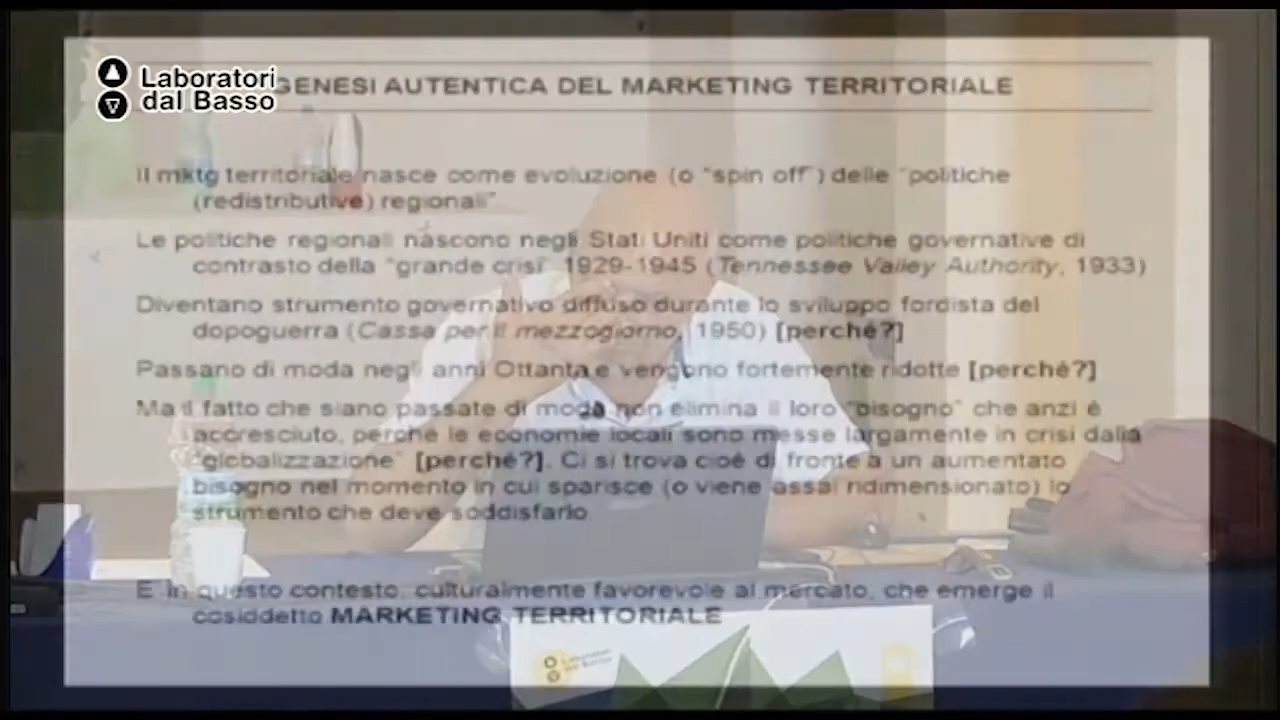 Laboratori
dal Basso
GENESI AUTENTICA DEL MARKETING TERRITORIALE
Il mktg territoriale nasce come evoluzione (o "spin off") delle "politiche
(redistributive) regionali"
Le politiche regionali nascono negli Stati Uniti come politiche governative di
contrasto della "grande crisi" 1929-1945 (Tennessee Valley Authority, 1933)
Diventano strumento governativo diffuso durante lo sviluppo fordista del
dopoguerra (Cassa per il mezzogiorno, 1950) [perché?]
Passano di moda negli anni Ottanta e vengono fortemente ridotte [perché?]
Ma il fatto che siano passate di moda non elimina il loro "bisogno" che anzi è
accresciuto, perché le economie locali sono messe largamente in crisi dalla
"globalizzazione" [perché?]. Ci si trova cioè di fronte a un aumentato
bisogno nel momento in cui sparisce (o viene assai ridimensionato) lo
strumento che deve soddisfarlo
E' in questo contesto, culturalmente favorevole al mercato, che emerge il
cosiddetto MARKETING TERRITORIALE
Laboratori
dal Basso